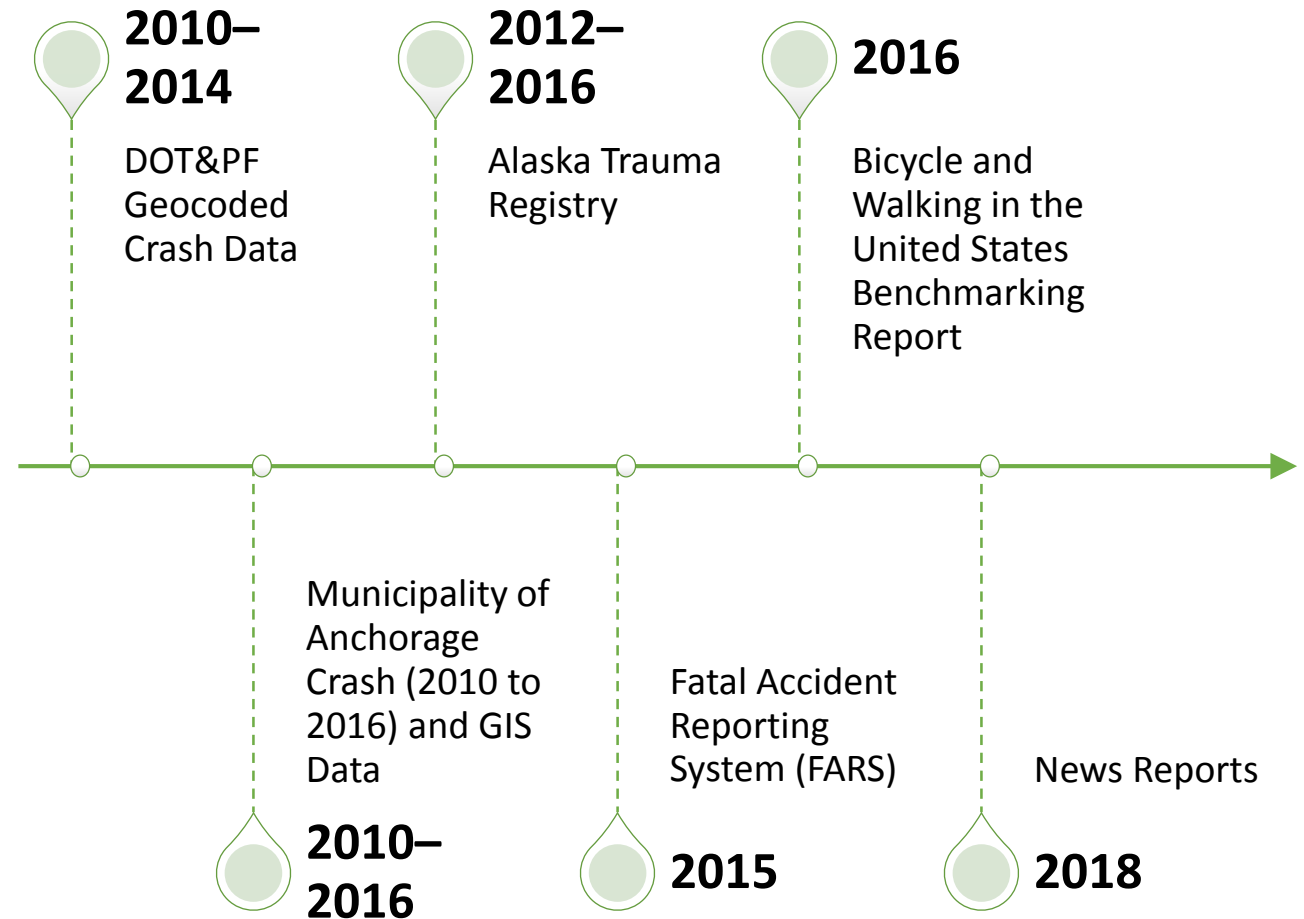 2010–
2014
DOT&PF
Geocoded
Crash Data
2012–
2016
Alaska Trauma
Registry
2016
Bicycle and
Walking in the
United States
Benchmarking
Report
Municipality of
Anchorage
Crash (2010 to
2016) and GIS
Data
2010–
2016
Fatal Accident
Reporting
System (FARS)
2015
News Reports
2018